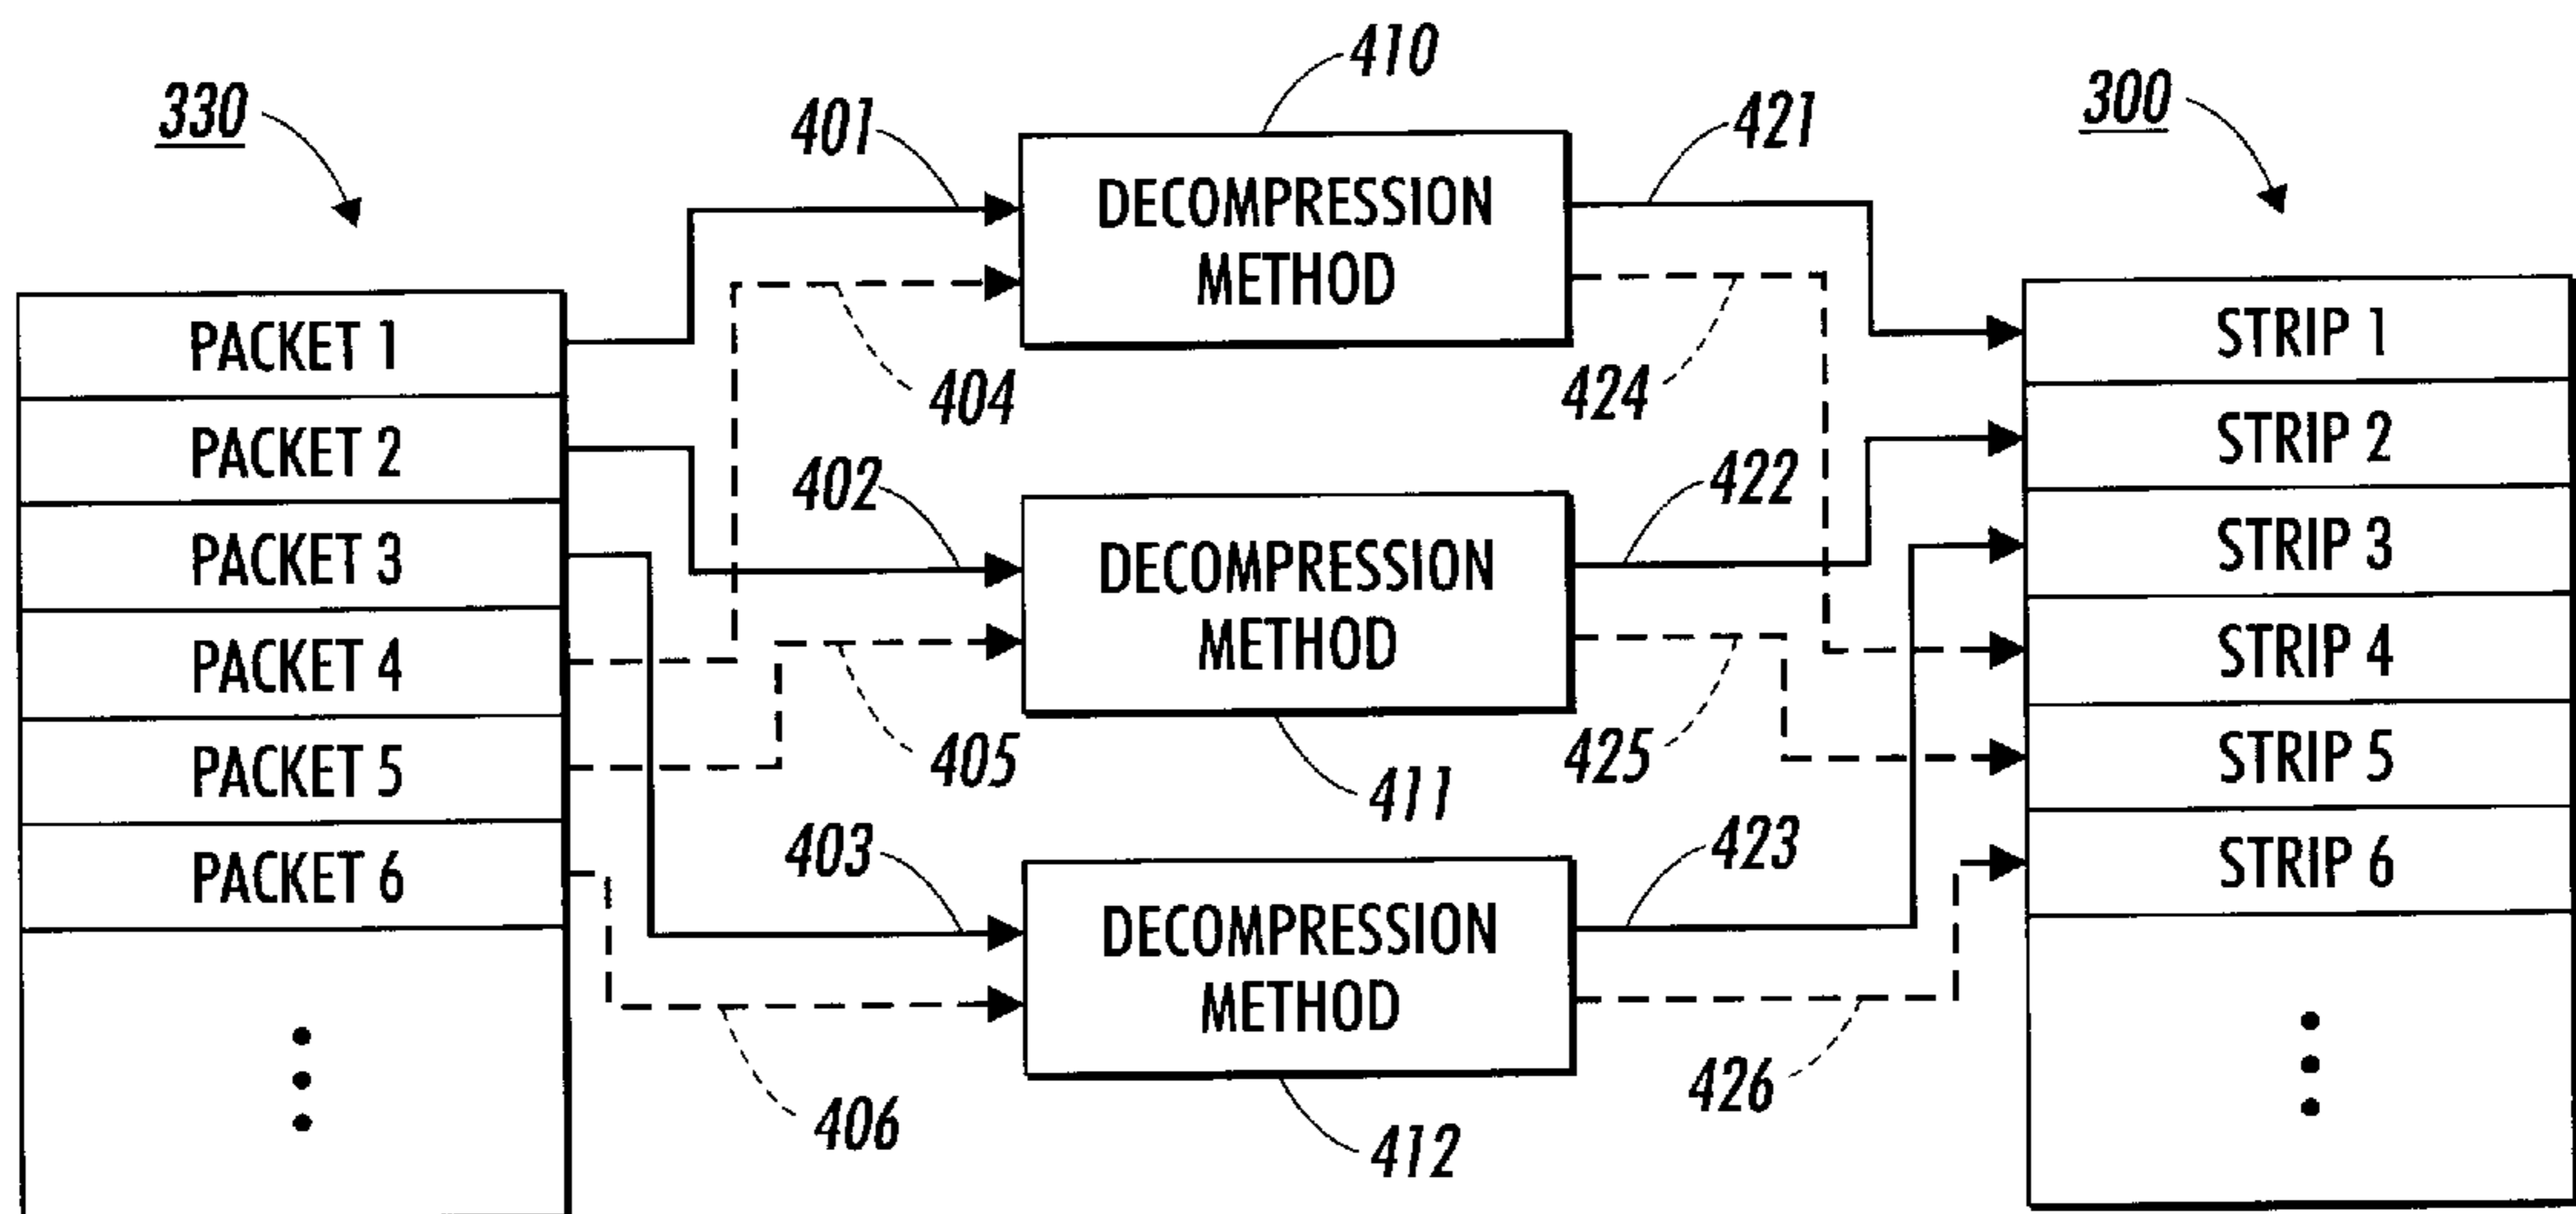 330
PACKET 1
PACKET 2
PACKET 3
PACKET 4
PACKET 5
PACKET 6
401
404
402
405
403
406
410
DECOMPRESSION
METHOD
DECOMPRESSION
METHOD
411
DECOMPRESSION
METHOD
412
421
424
422
425
423
426
300
STRIP 1
STRIP 2
STRIP 3
STRIP 4
STRIP 5
STRIP 6